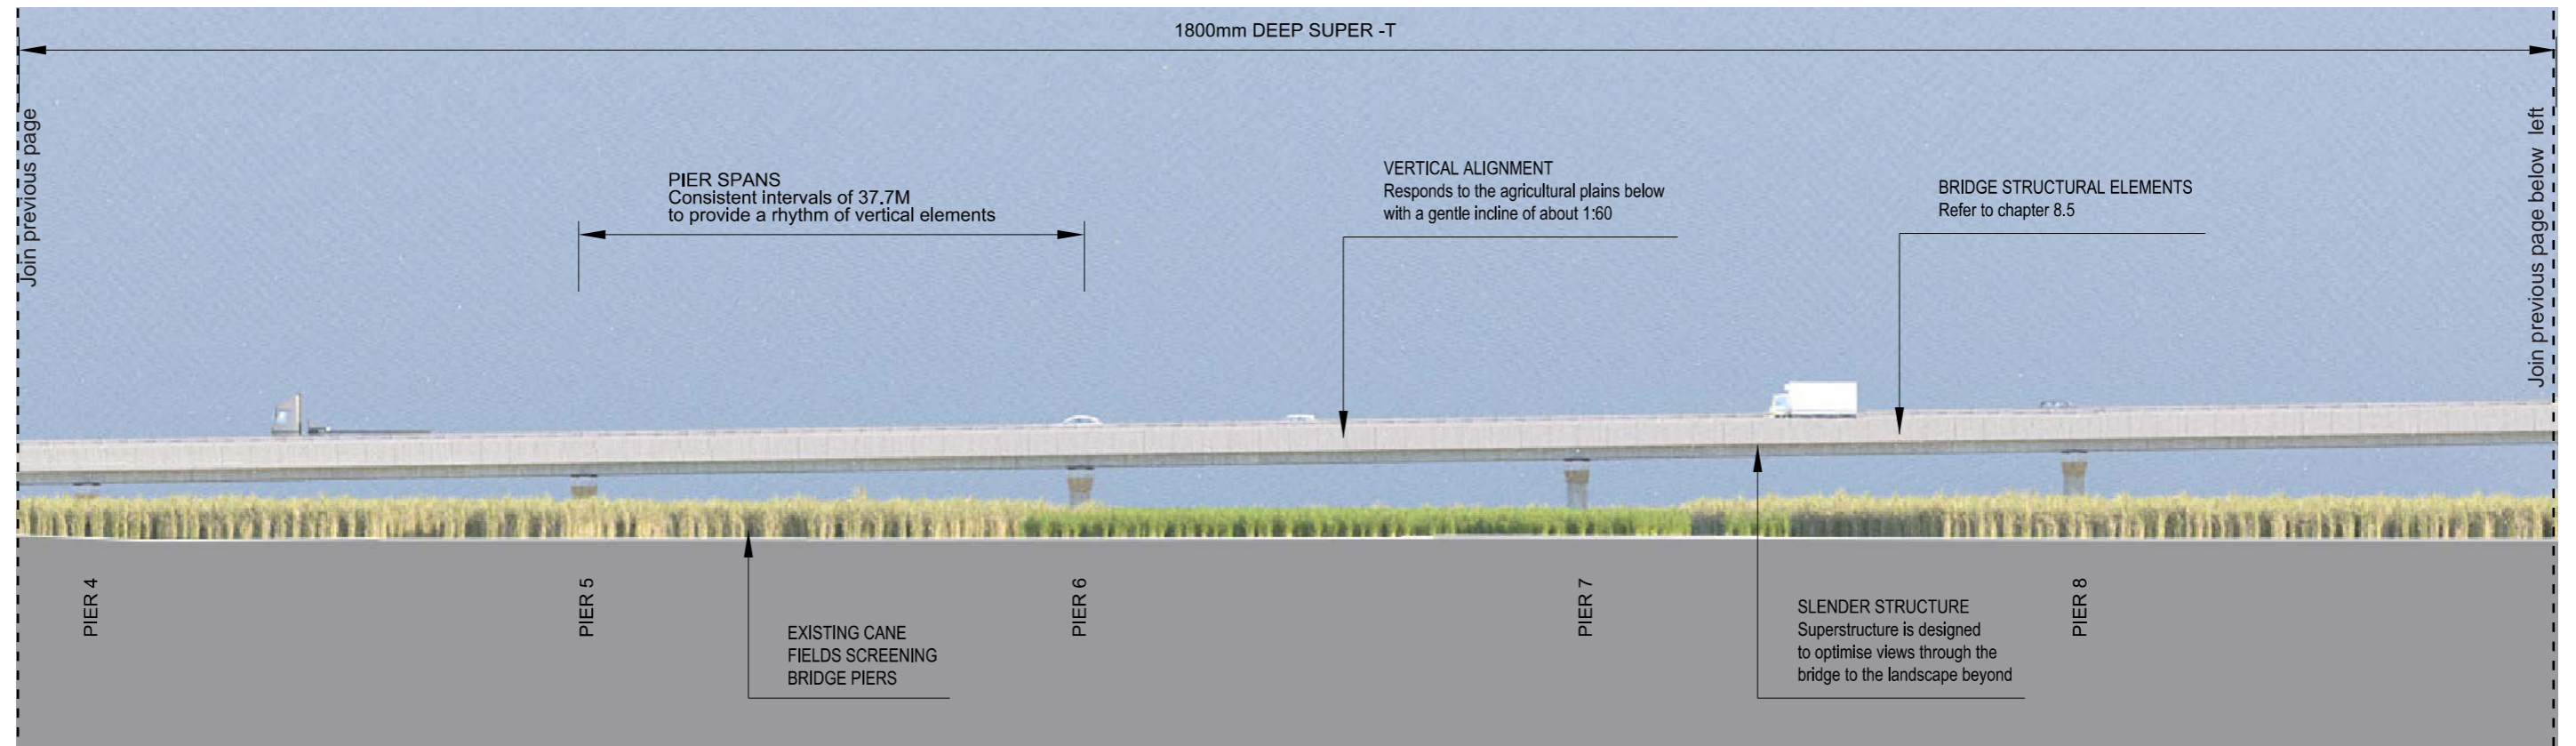 1800mm DEEP SUPER -T
Join previous page
PIER SPANS
Consistent intervals of 37.7M
to provide a rhythm of vertical elements
VERTICAL ALIGNMENT
Responds to the agricultural plains below
with a gentle incline of about 1:60
BRIDGE STRUCTURAL ELEMENTS
Refer to chapter 8.5
Join previous page below left
PIER 4
PIER 5
PIER 6
PIER 7
PIER 8
EXISTING CANE
FIELDS SCREENING
BRIDGE PIERS
SLENDER STRUCTURE
Superstructure is designed
to optimise views through the
bridge to the landscape beyond